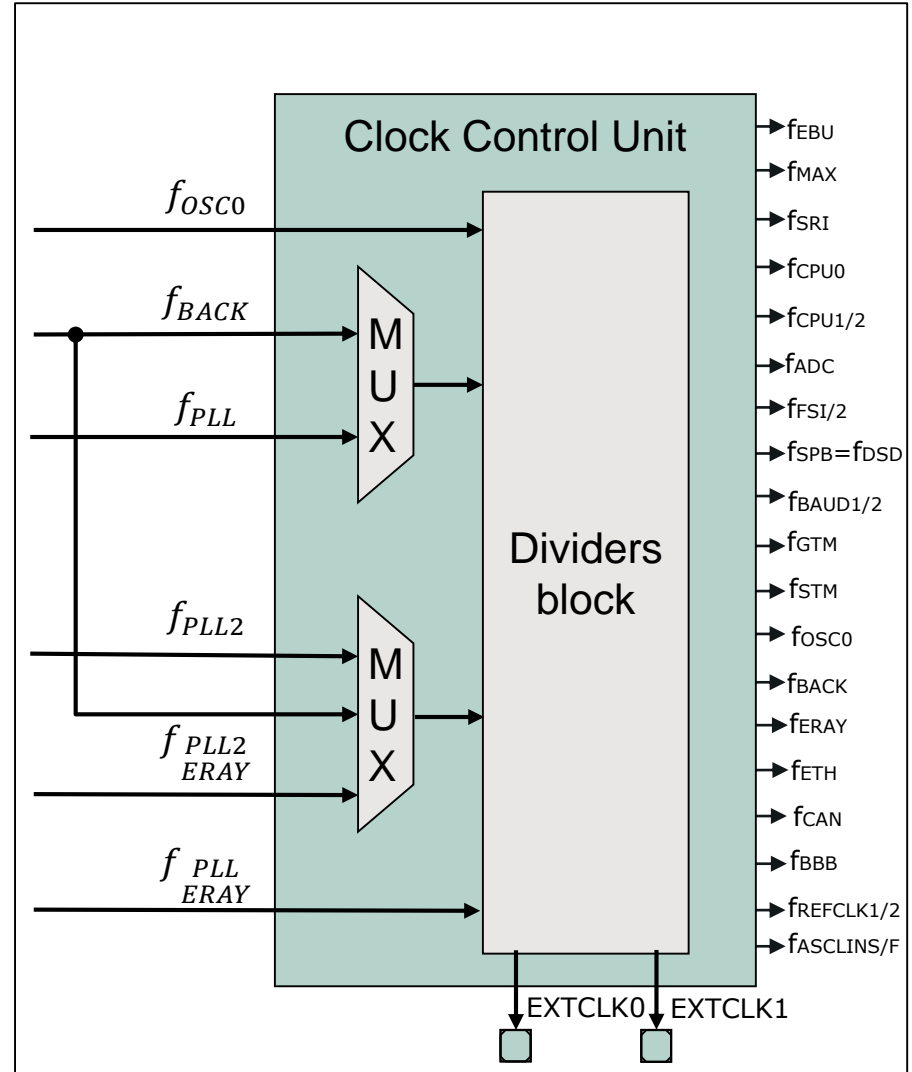 Clock Control Unit
fOSC0
fBACK
fPLL
fPLL2
fPLL2
ERAY
fPLL
ERAY
M
U
X
M
U
X
Dividers
block
fEBU
fMAX
fSRI
fCPU0
fCPU1/2
fADC
fFSI/2
fSPB=fDSD
fBAUD1/2
fGTM
fSTM
fOSC0
fBACK
fERAY
fETH
fCAN
fBBB
fREFCLK1/2
fASCLINS/F
EXTCLK0
EXTCLK1